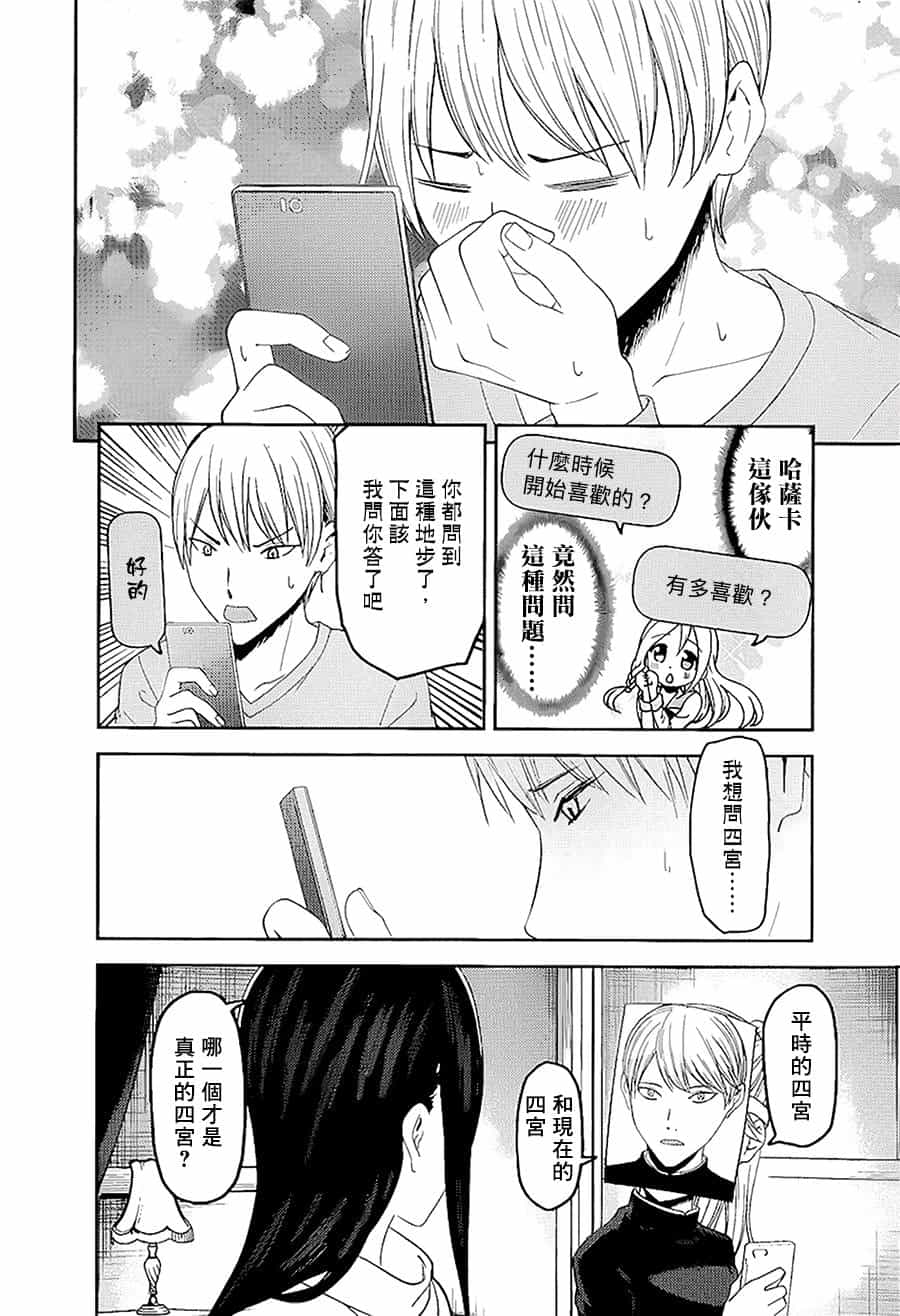 哈薩卡
這傢伙
有多喜歡？
什麼時候
開始喜歡的？
竟然問
這種問題……
你都問到
這種地步了，
下面該
我問你答了吧
好的
我想問四宮……
平時的四宮
和現在的
四宮
哪一個才是
真正的四宮？